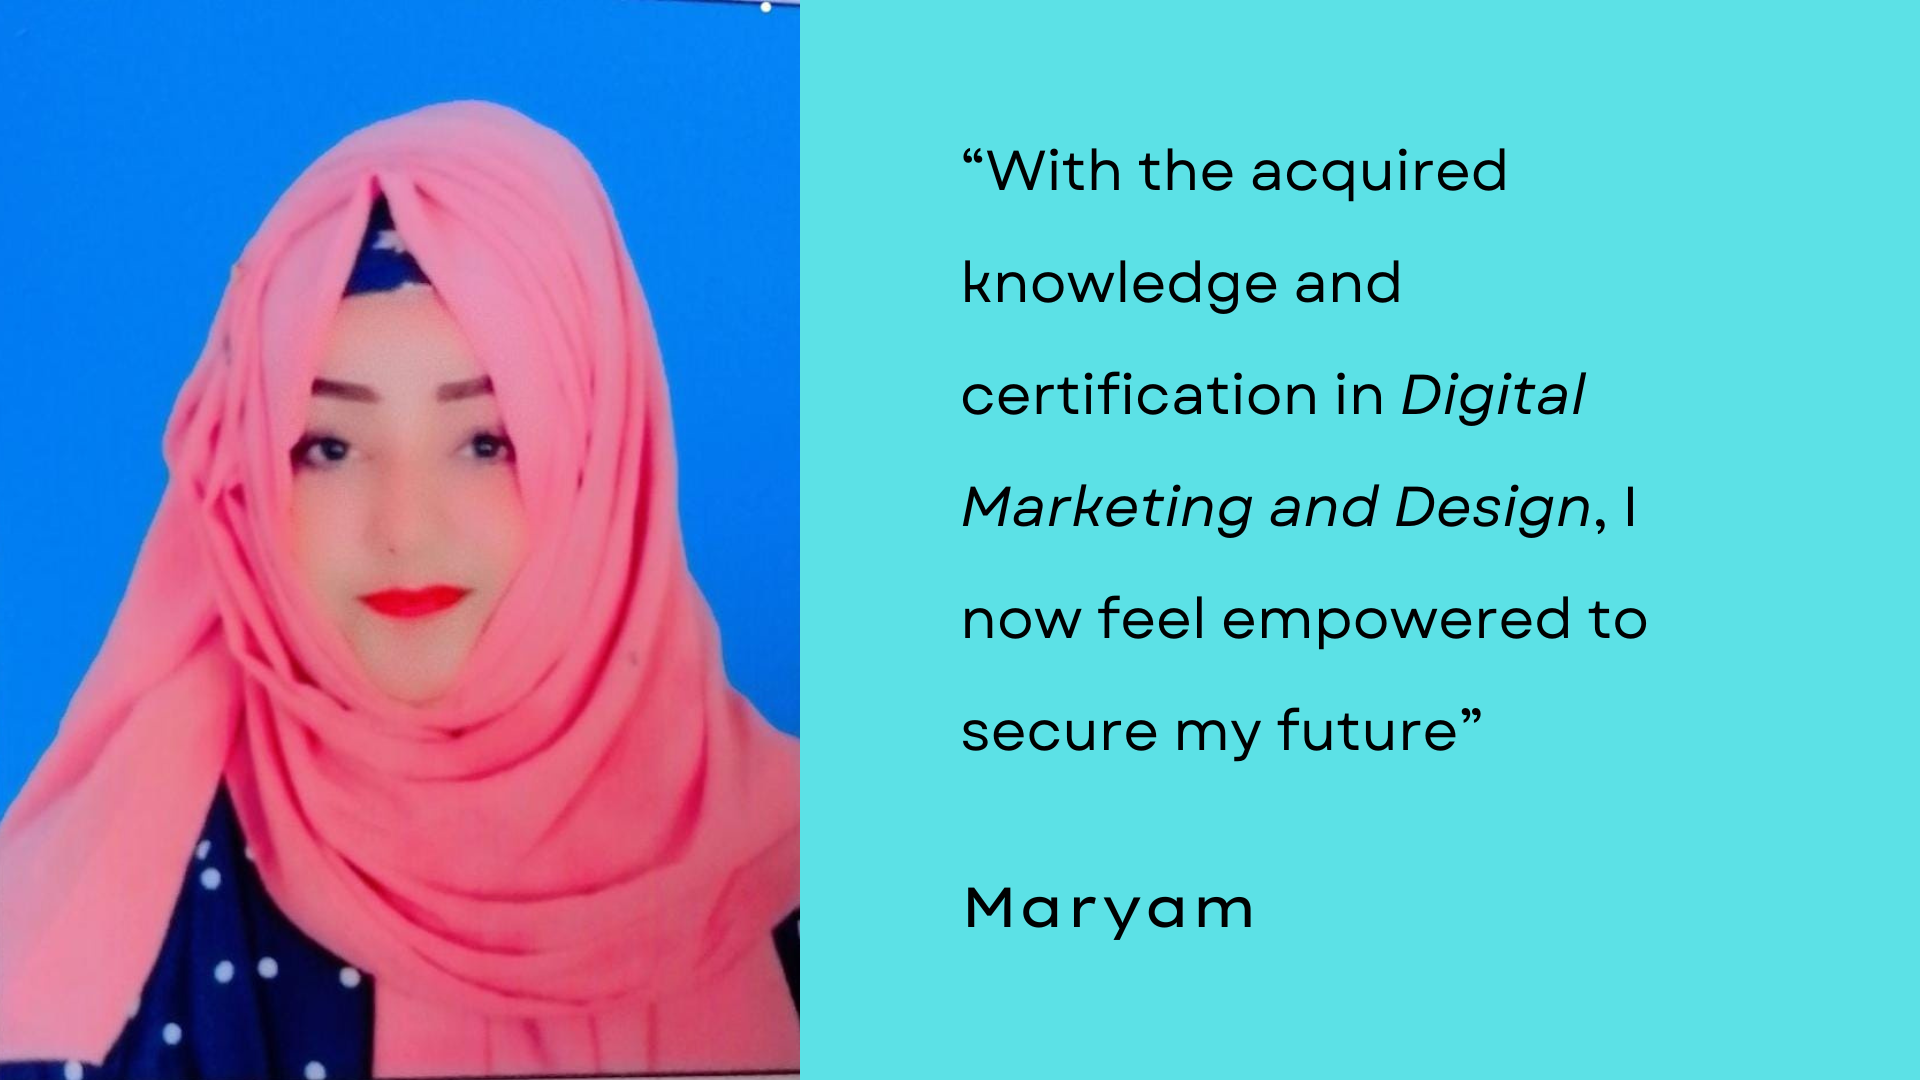 “With the acquired
knowledge and
certification in Digital
Marketing and Design, I
now feel empowered to
secure my future”
Maryam